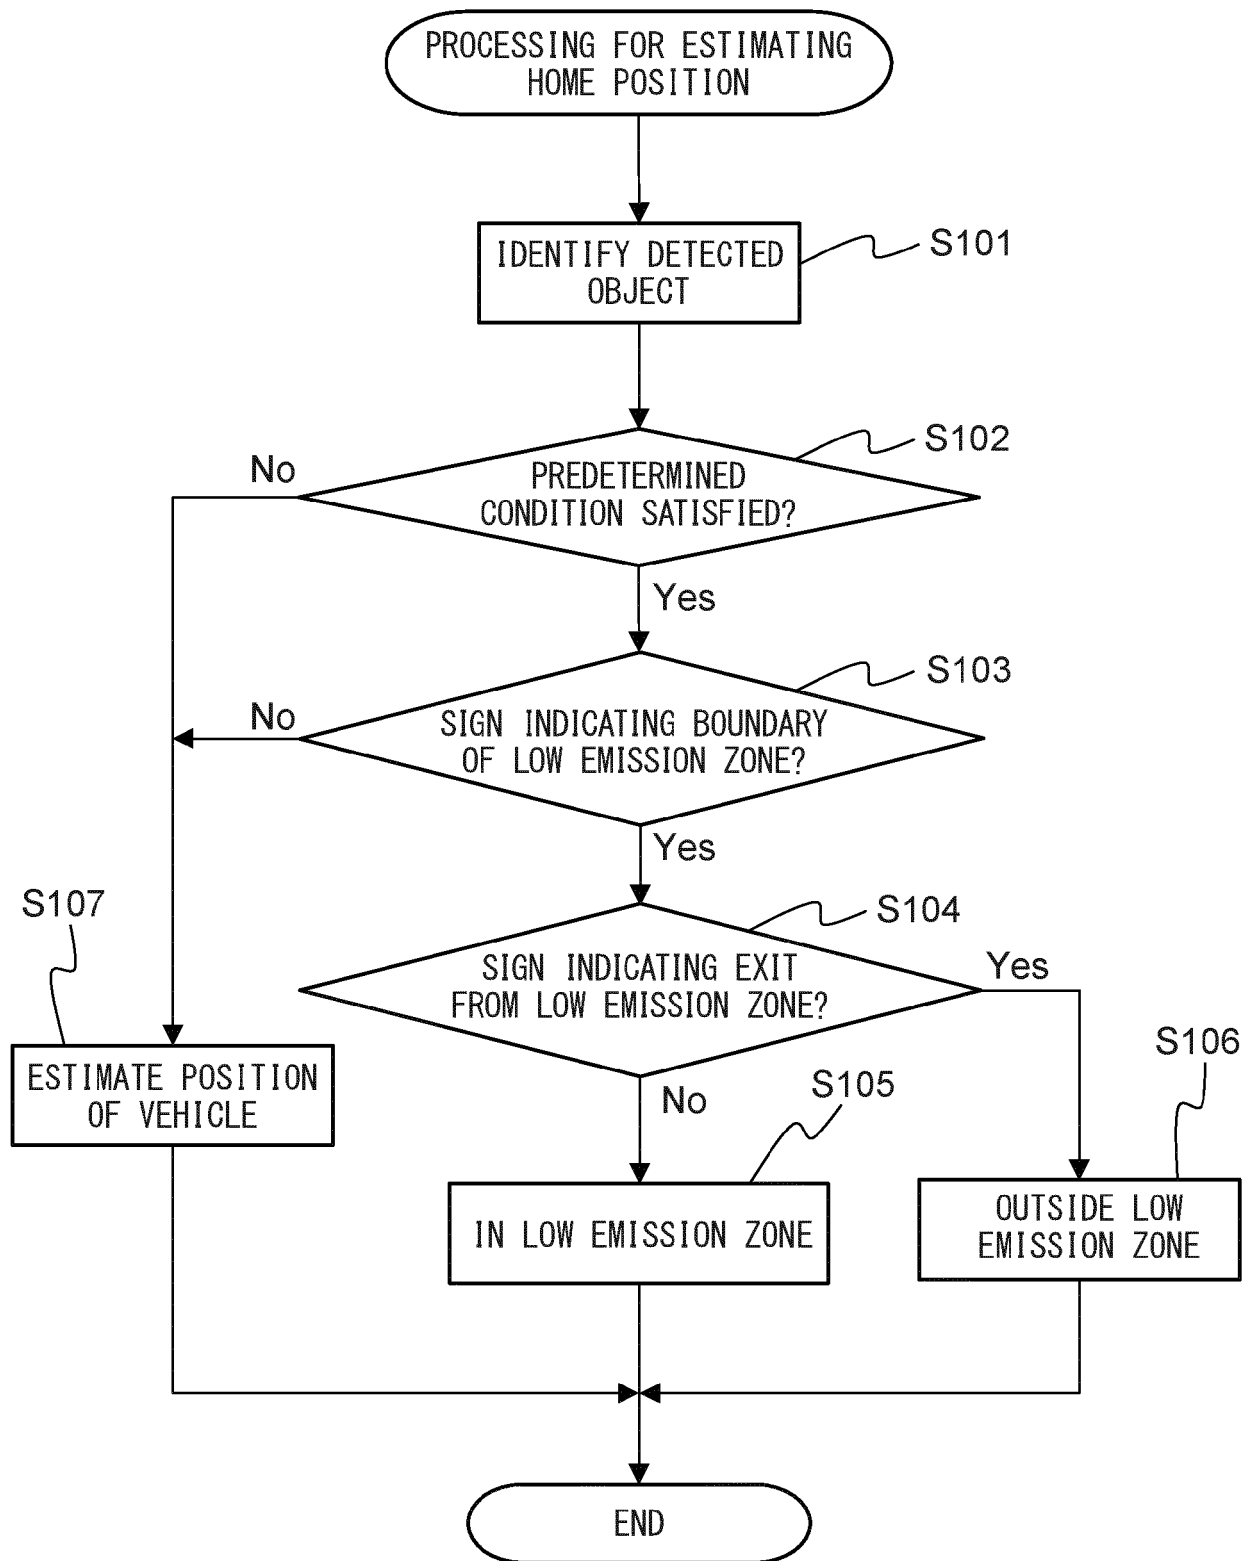 PROCESSING FOR ESTIMATING
HOME POSITION
IDENTIFY DETECTED
OBJECT
S101
PREDETERMINED
CONDITION SATISFIED?
S102
No
Yes
SIGN INDICATING BOUNDARY
OF LOW EMISSION ZONE?
S103
No
Yes
SIGN INDICATING EXIT
FROM LOW EMISSION ZONE?
S104
Yes
No
S107
ESTIMATE POSITION
OF VEHICLE
S105
IN LOW EMISSION ZONE
S106
OUTSIDE LOW
EMISSION ZONE
END